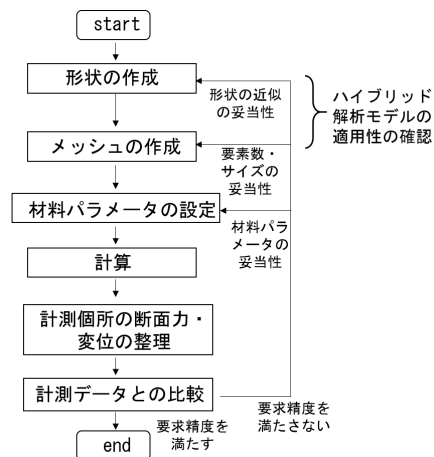 start
形状の作成
形状の近似
の妥当性
ハイブリッド
解析モデルの
適用性の確認
メッシュの作成
要素数・
サイズの
妥当性
材料パラメータの設定
材料パラ
メータの
妥当性
計算
計測個所の断面力・
変位の整理
計測データとの比較
要求精度を
満たさない
要求精度を
満たす
end